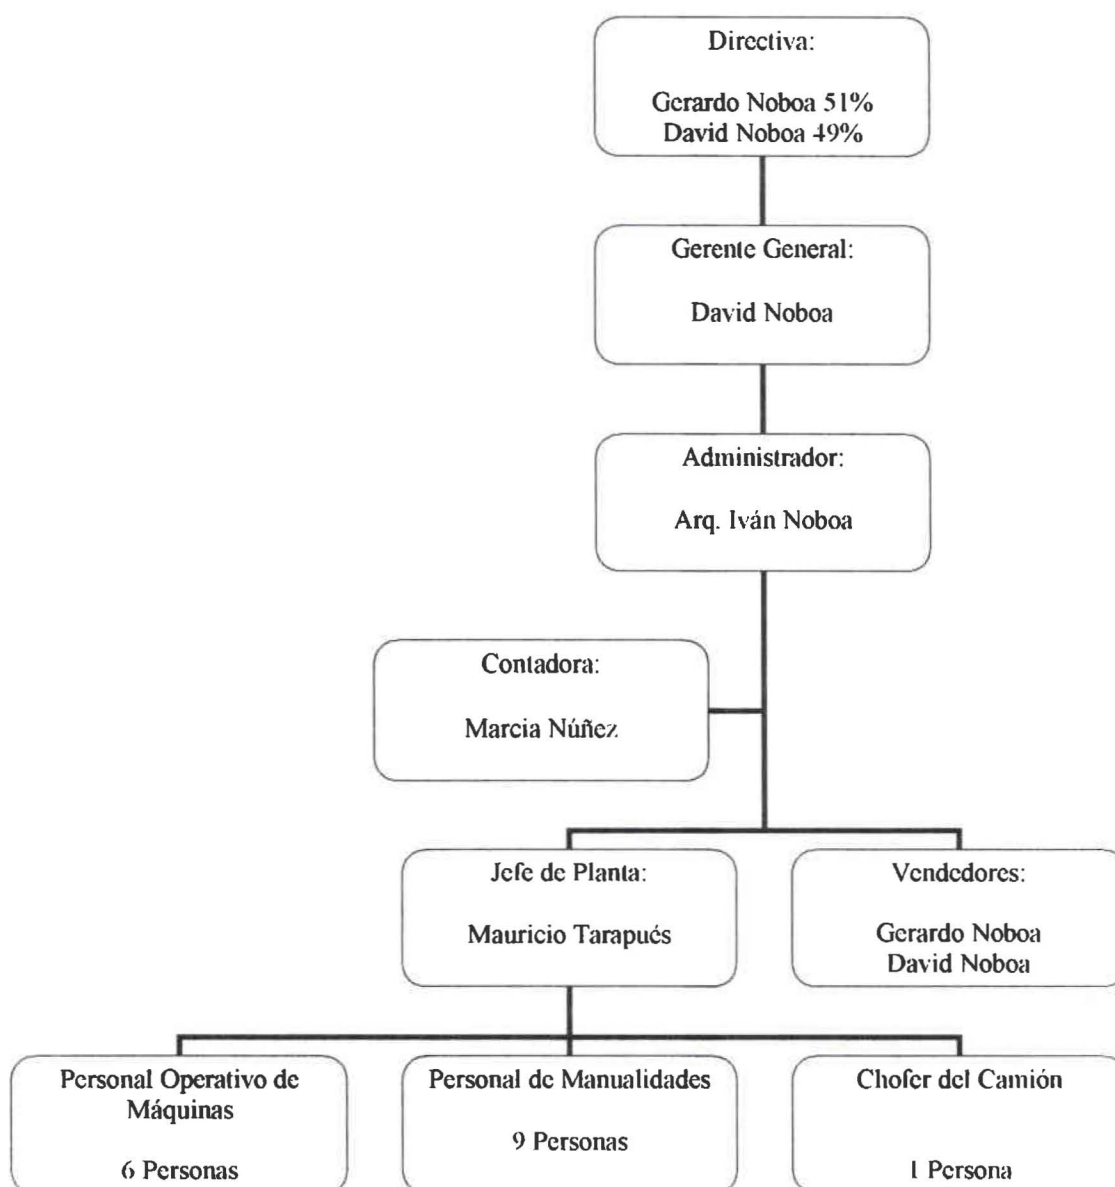 Directiva:
Gerardo Noboa 51%
David Noboa 49%
Gerente General:
David Noboa
Administrador:
Arq. Iván Noboa
Contadora:
Marcia Núñez
Jefe de Planta:
Mauricio Tarapués
Vendedores:
Gerardo Noboa
David Noboa
Personal Operativo de
Máquinas
6 Personas
Personal de Manualidades
9 Personas
Chofer del Camión
1 Persona